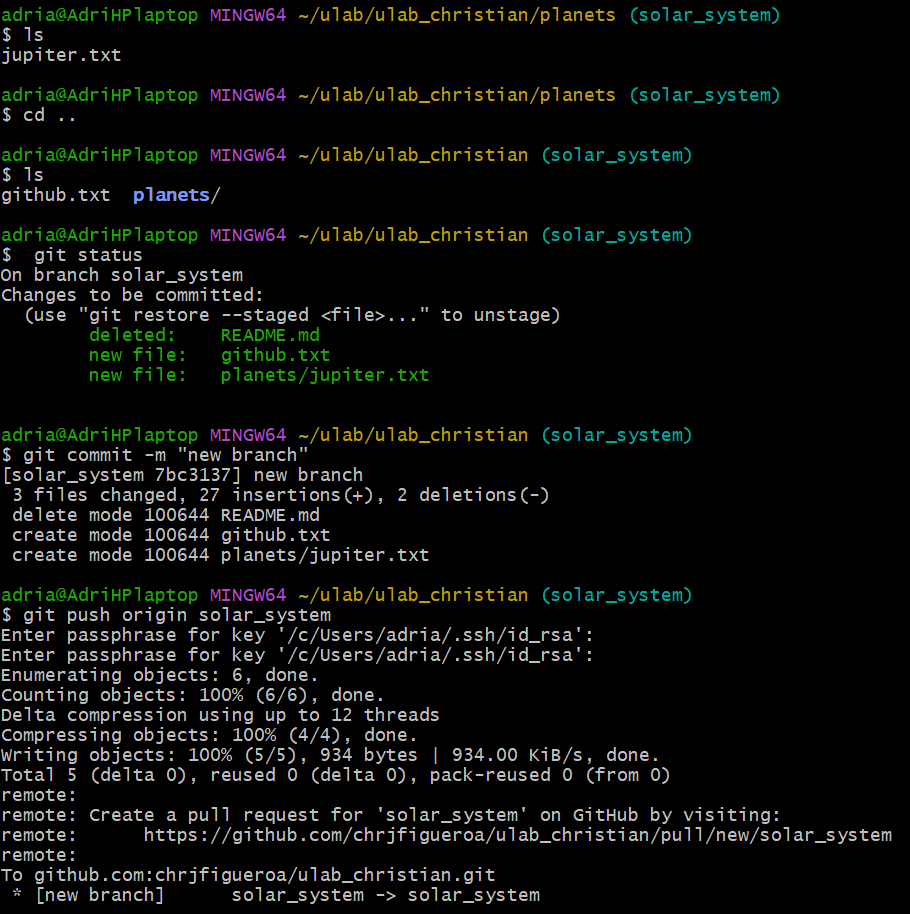 adria@AdriHPlaptop MINGW64 ~/ulab/ulab_christian/planets (solar_system)
$ ls
jupiter.txt
adria@AdriHPlaptop MINGW64 ~/ulab/ulab_christian/planets (solar_system)
$ cd ..
adria@AdriHPlaptop MINGW64 ~/ulab/ulab_christian (solar_system)
$ ls
github.txt  planets/
adria@AdriHPlaptop MINGW64 ~/ulab/ulab_christian (solar_system)
$  git status
On branch solar_system
Changes to be committed:
  (use "git restore --staged <file>..." to unstage)
        deleted:    README.md
        new file:   github.txt
        new file:   planets/jupiter.txt
adria@AdriHPlaptop MINGW64 ~/ulab/ulab_christian (solar_system)
$ git commit -m "new branch"
[solar_system 7bc3137] new branch
 3 files changed, 27 insertions(+), 2 deletions(-)
 delete mode 100644 README.md
 create mode 100644 github.txt
 create mode 100644 planets/jupiter.txt
adria@AdriHPlaptop MINGW64 ~/ulab/ulab_christian (solar_system)
$ git push origin solar_system
Enter passphrase for key '/c/Users/adria/.ssh/id_rsa':
Enter passphrase for key '/c/Users/adria/.ssh/id_rsa':
Enumerating objects: 6, done.
Counting objects: 100% (6/6), done.
Delta compression using up to 12 threads
Compressing objects: 100% (4/4), done.
Writing objects: 100% (5/5), 934 bytes | 934.00 KiB/s, done.
Total 5 (delta 0), reused 0 (delta 0), pack-reused 0 (from 0)
remote:
remote: Create a pull request for 'solar_system' on GitHub by visiting:
remote:      https://github.com/chrjfigueroa/ulab_christian/pull/new/solar_system
remote:
To github.com:chrjfigueroa/ulab_christian.git
 * [new branch]      solar_system -> solar_system